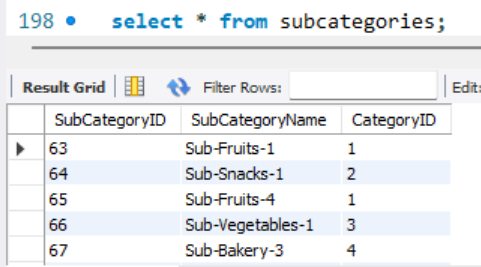 198 select * from subcategories;
Result Grid Filter Rows: Edit:
SubCategoryID SubCategoryName CategoryID
63 Sub-Fruits-1 1
64 Sub-Snacks-1 2
65 Sub-Fruits-4 1
66 Sub-Vegetables-1 3
67 Sub-Bakery-3 4